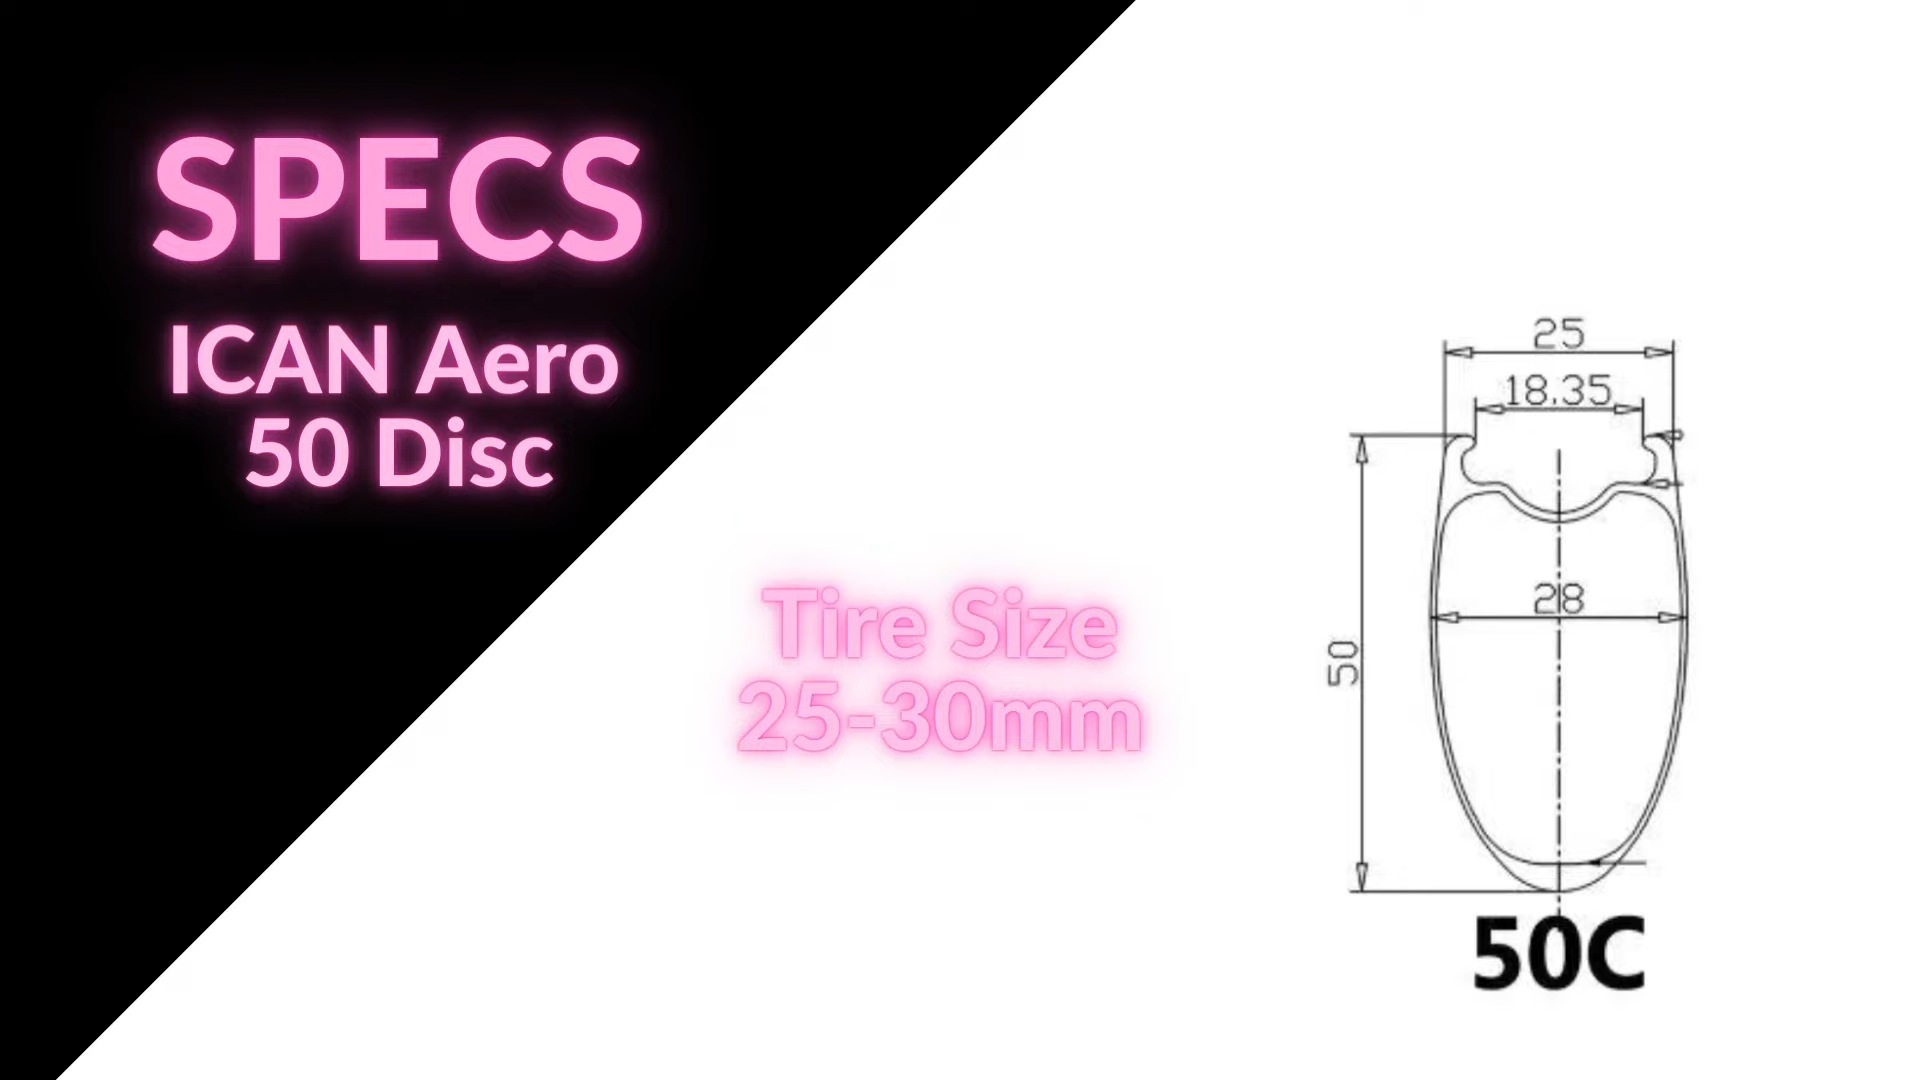 SPECS
ICAN Aero
50 Disc
Tire Size
25-30mm
25
18.35
28
50
50C